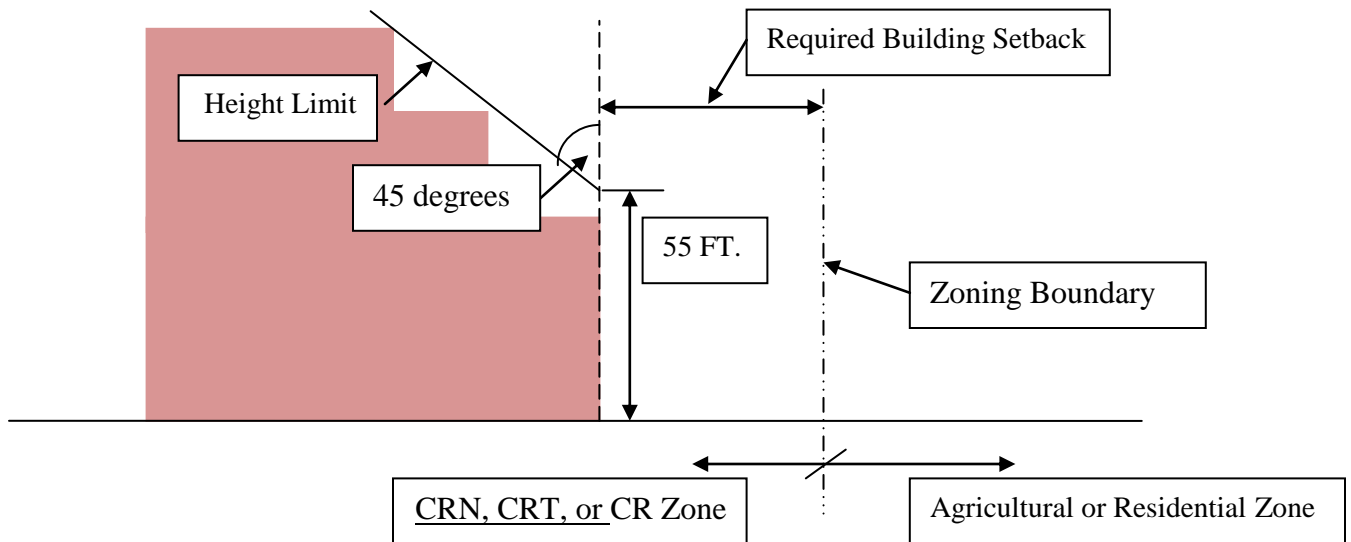 Required Building Setback
Height Limit
45 degrees
55 FT.
Zoning Boundary
CRN, CRT, or CR Zone
Agricultural or Residential Zone